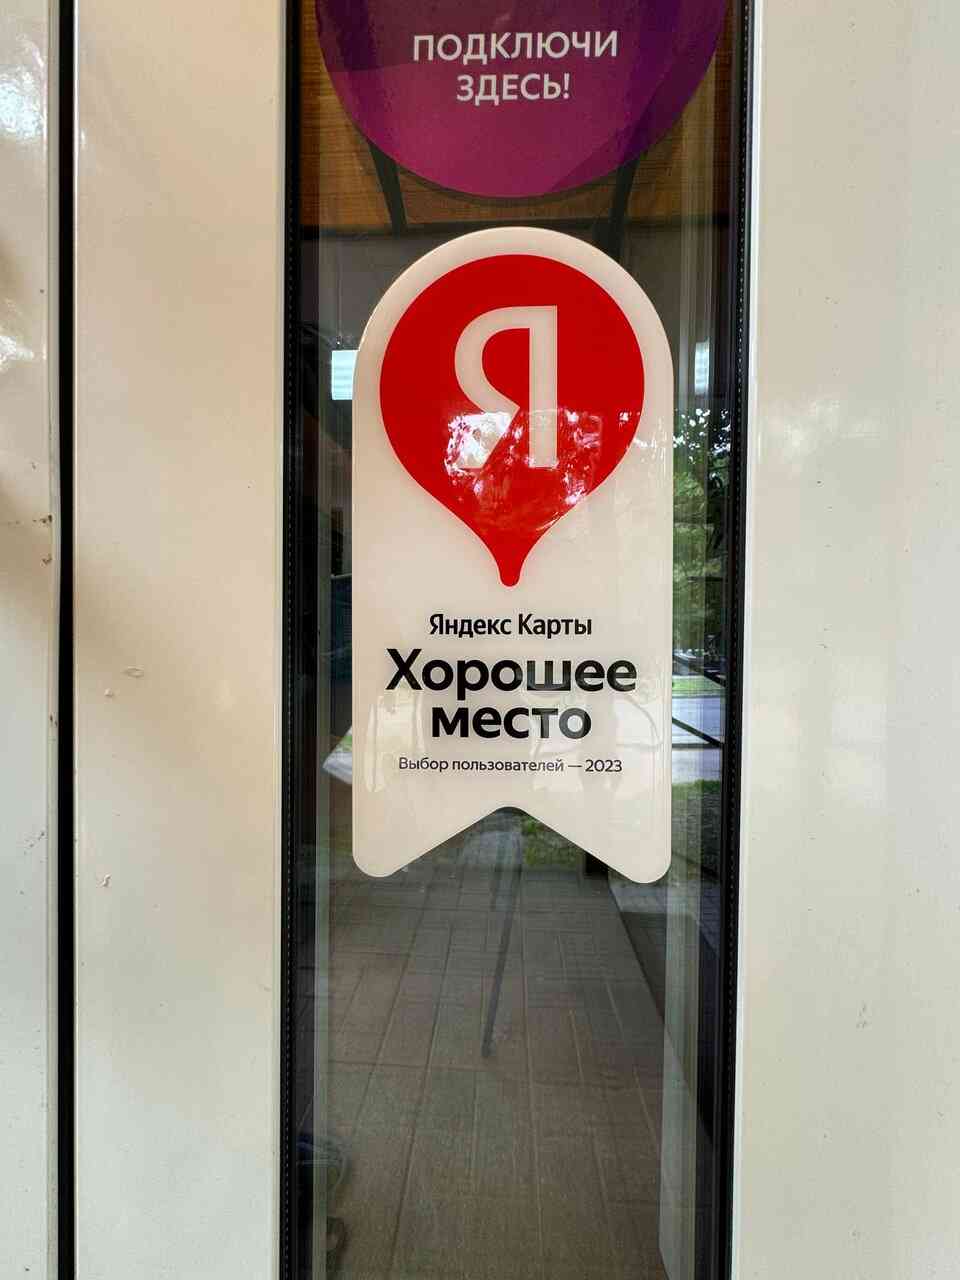 ПОДКЛЮЧИ
ЗДЕСЬ!
Я
Яндекс Карты
Хорошее
место
Выбор пользователей — 2023